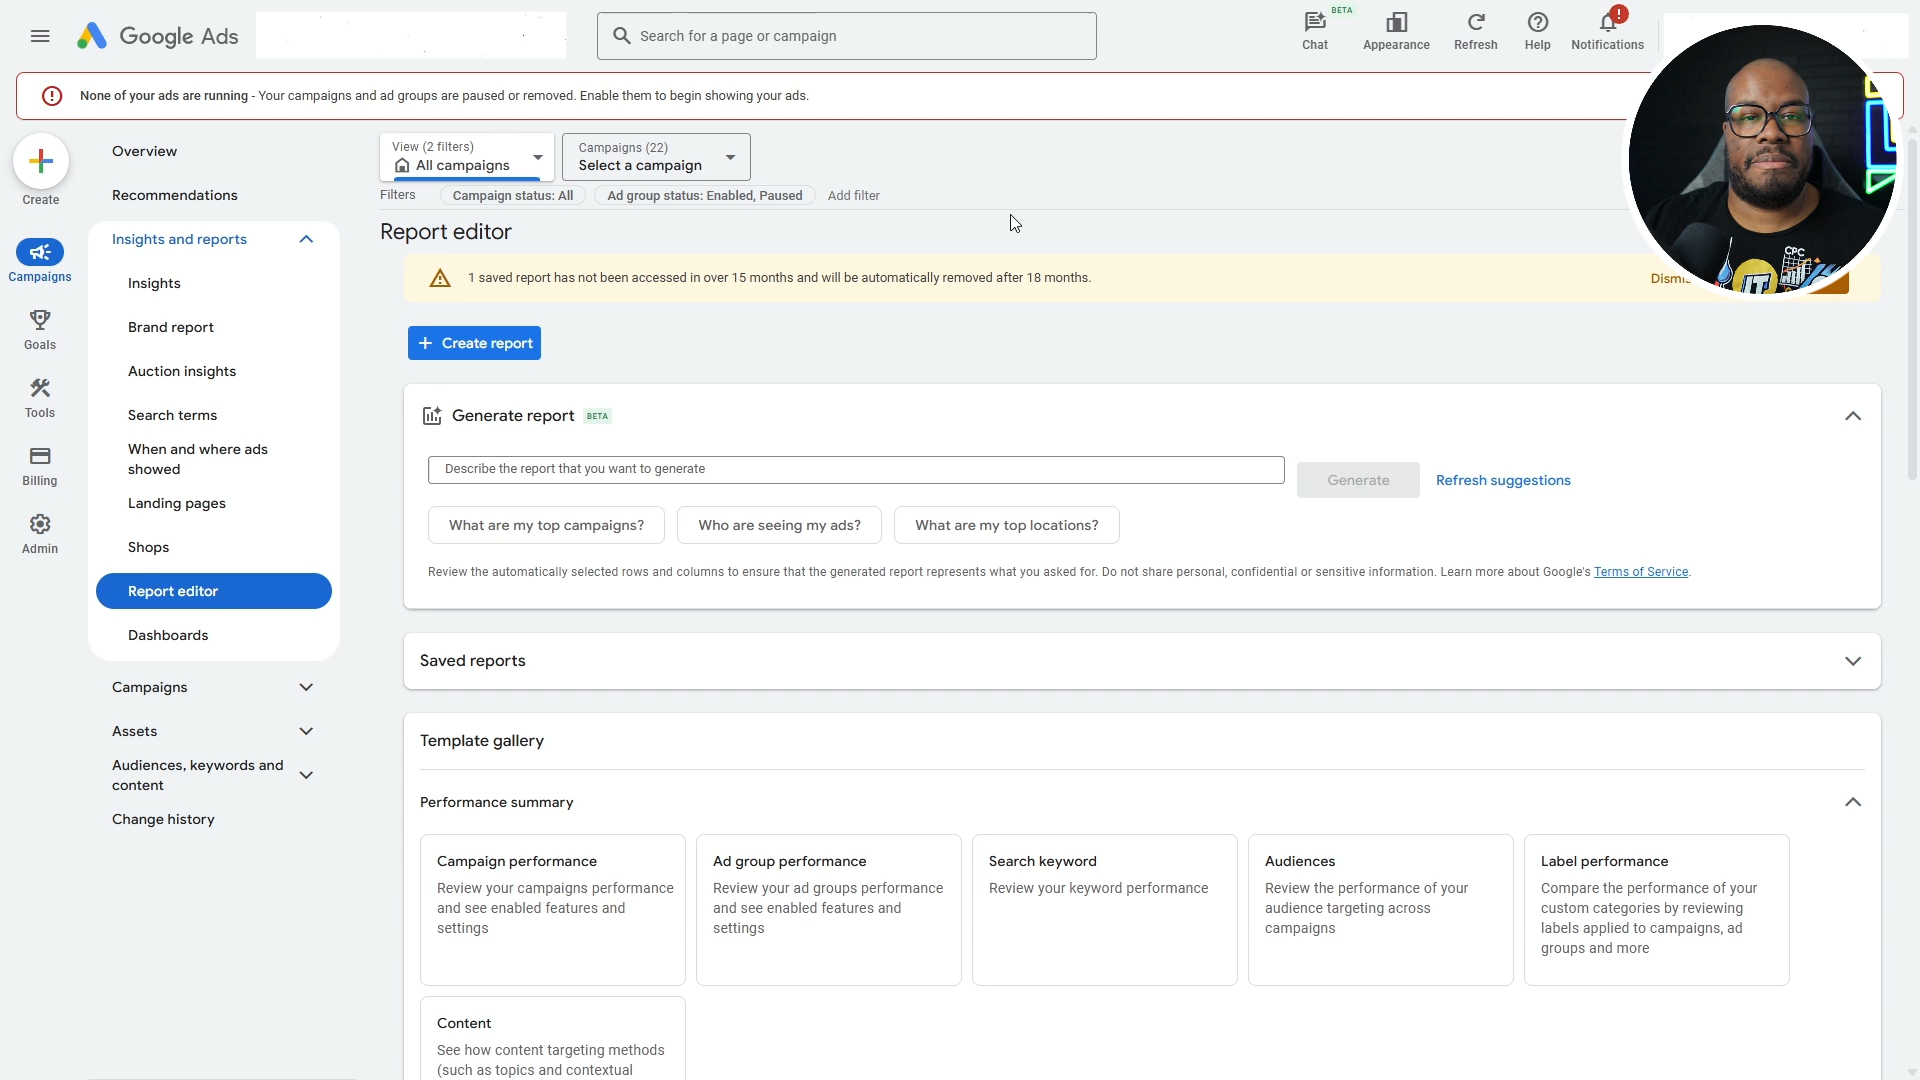 Google Ads
Search for a page or campaign
BETA
Chat
Appearance
Refresh
Help
Notifications
None of your ads are running - Your campaigns and ad groups are paused or removed. Enable them to begin showing your ads.
Create
Campaigns
Goals
Tools
Billing
Admin
Overview
Recommendations
Insights and reports
Insights
Brand report
Auction insights
Search terms
When and where ads
showed
Landing pages
Shops
Report editor
Dashboards
Campaigns
Assets
Audiences, keywords and
content
Change history
View (2 filters)
All campaigns
Campaigns (22)
Select a campaign
Filters
Campaign status: All
Ad group status: Enabled, Paused
Add filter
Report editor
1 saved report has not been accessed in over 15 months and will be automatically removed after 18 months.
CPC
IT
+ Create report
Generate report BETA
Describe the report that you want to generate
Generate
Refresh suggestions
What are my top campaigns?
Who are seeing my ads?
What are my top locations?
Review the automatically selected rows and columns to ensure that the generated report represents what you asked for. Do not share personal, confidential or sensitive information. Learn more about Google's Terms of Service.
Saved reports
Template gallery
Performance summary
Campaign performance
Review your campaigns performance
and see enabled features and
settings
Ad group performance
Review your ad groups performance
and see enabled features and
settings
Search keyword
Review your keyword performance
Audiences
Review the performance of your
audience targeting across
campaigns
Label performance
Compare the performance of your
custom categories by reviewing
labels applied to campaigns, ad
groups and more
Content
See how content targeting methods
(such as topics and contextual